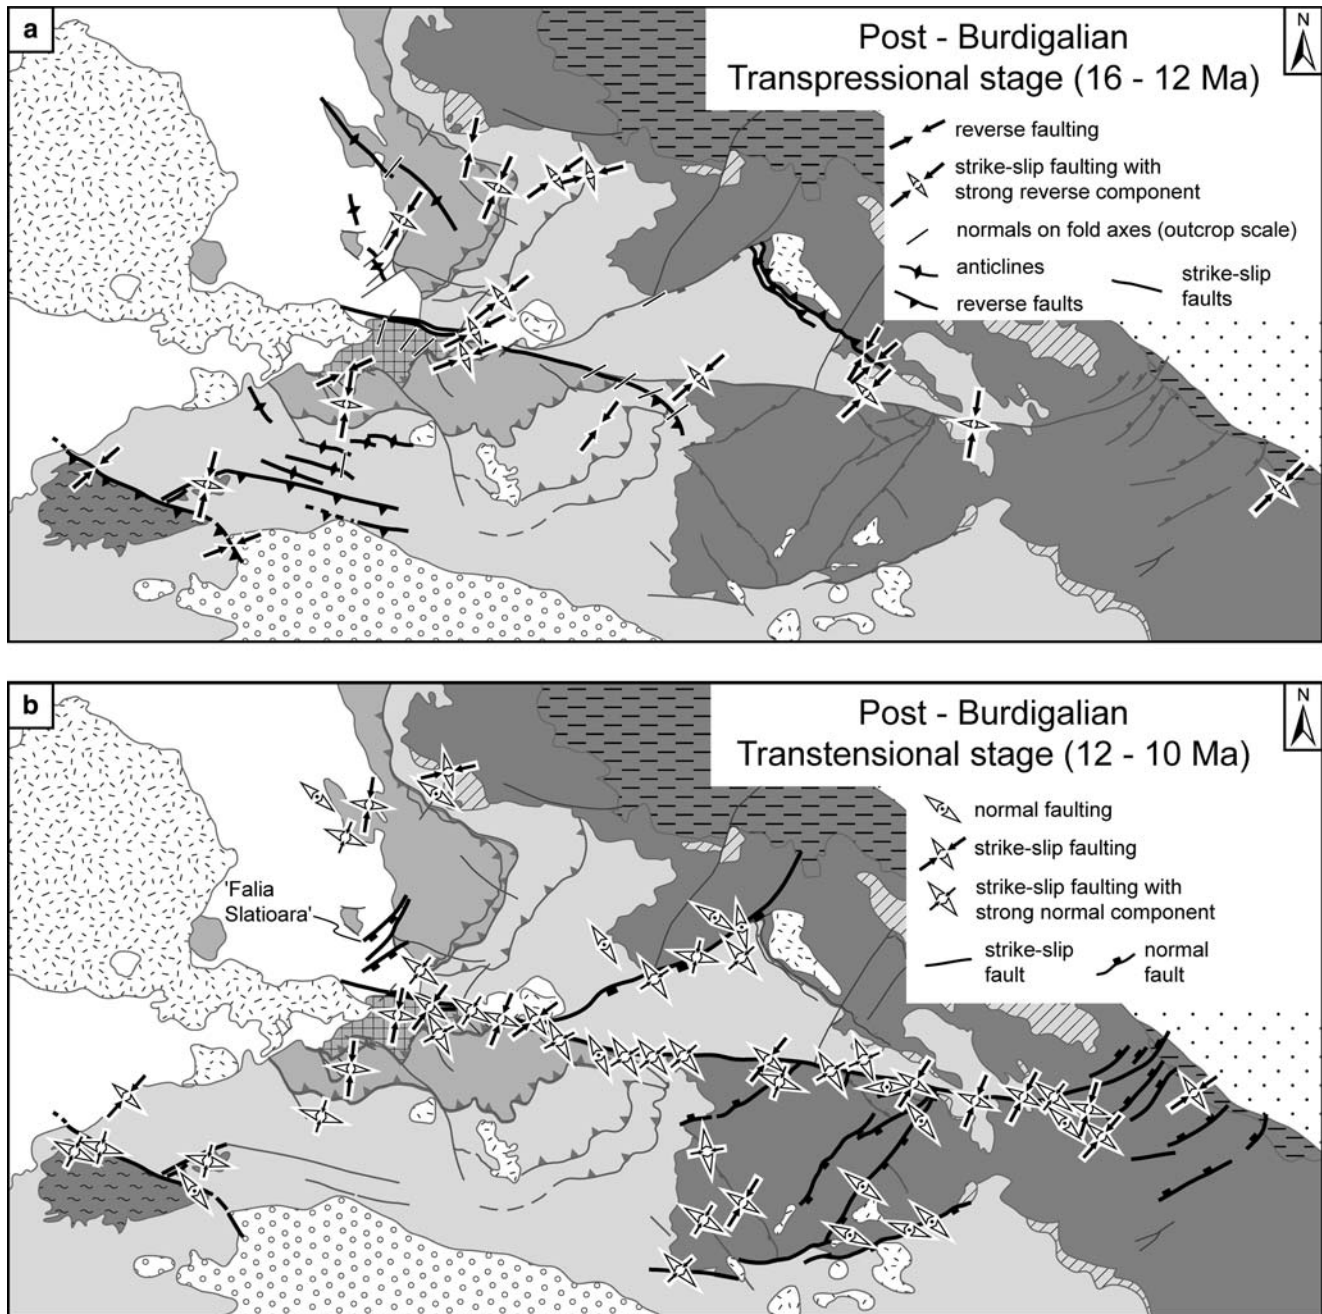 a
Post - Burdigalian
Transpressional stage (16 - 12 Ma)
N
reverse faulting
strike-slip faulting with
strong reverse component
normals on fold axes (outcrop scale)
anticlines
reverse faults
strike-slip
faults
b
Post - Burdigalian
Transtensional stage (12 - 10 Ma)
N
normal faulting
strike-slip faulting
strike-slip faulting with
strong normal component
strike-slip
fault
normal
fault
'Falia
Slatioara'